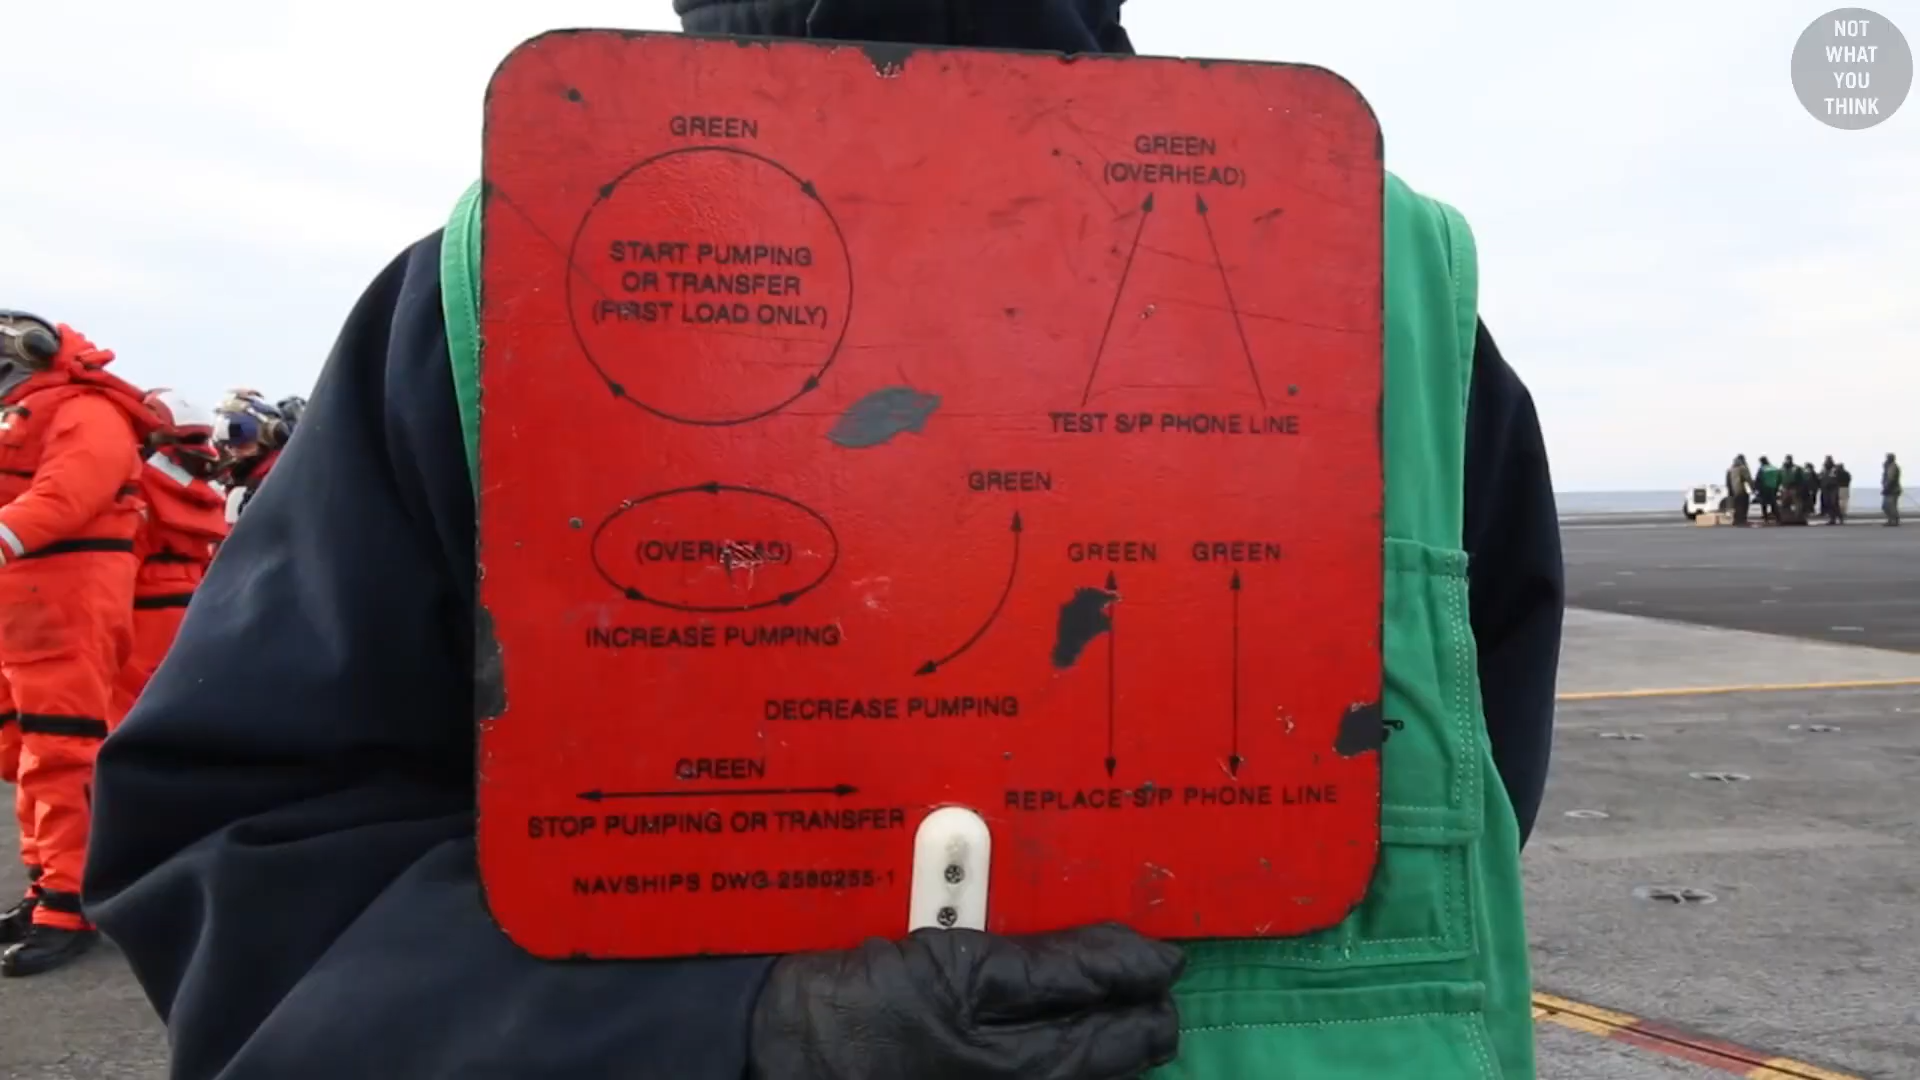 NOT
WHAT
YOU
THINK
GREEN
START PUMPING
OR TRANSFER
(FIRST LOAD ONLY)
GREEN
(OVERHEAD)
TEST S/P PHONE LINE
(OVERHEAD)
INCREASE PUMPING
GREEN
DECREASE PUMPING
GREEN GREEN
REPLACE S/P PHONE LINE
GREEN
STOP PUMPING OR TRANSFER
NAVSHIPS DWG 2580255-1